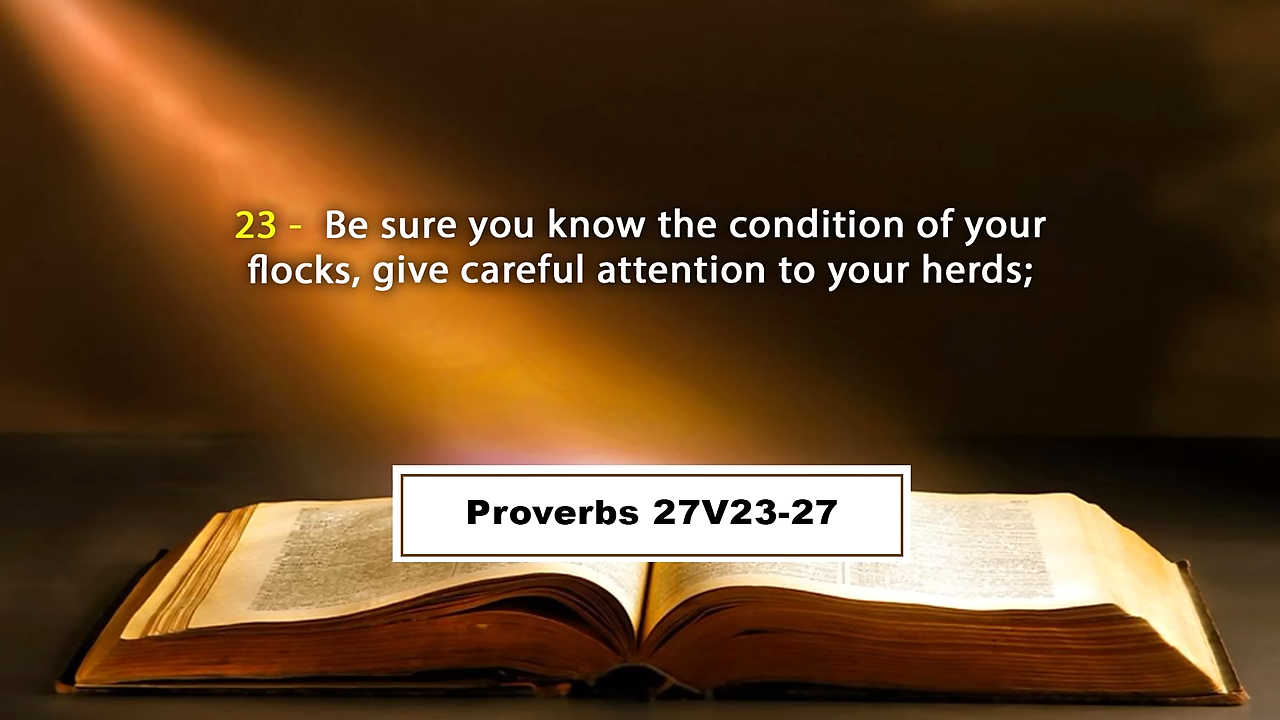 23 - Be sure you know the condition of your
flocks, give careful attention to your herds;
Proverbs 27V23-27